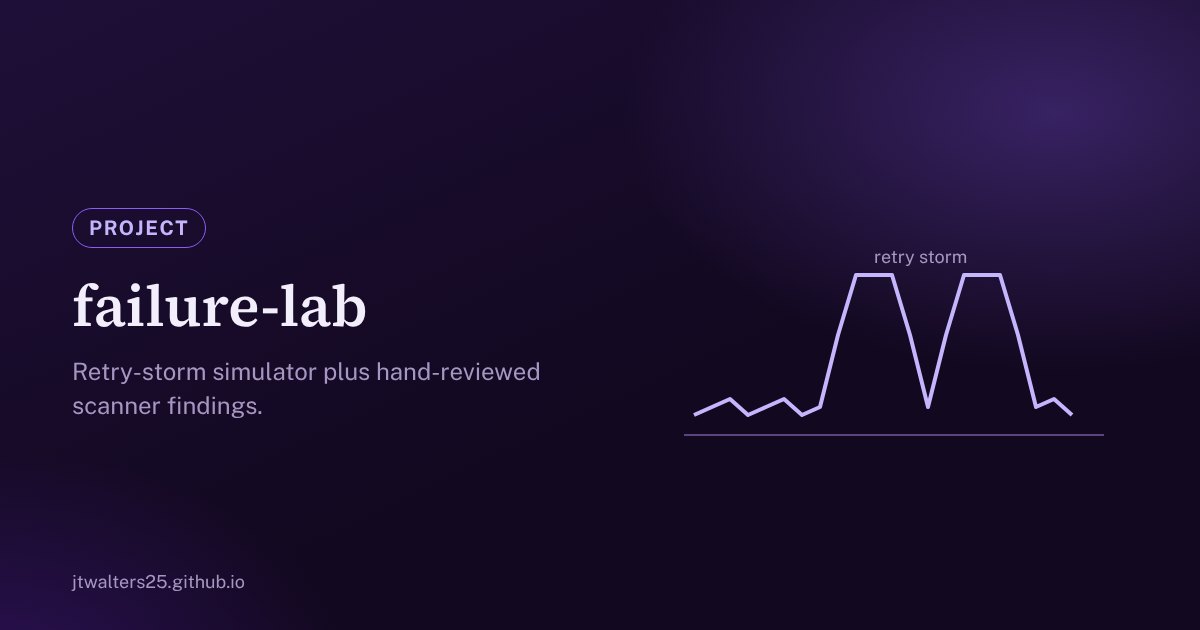 PROJECT
failure-lab
Retry-storm simulator plus hand-reviewed
scanner findings.
retry storm
jtwalters25.github.io